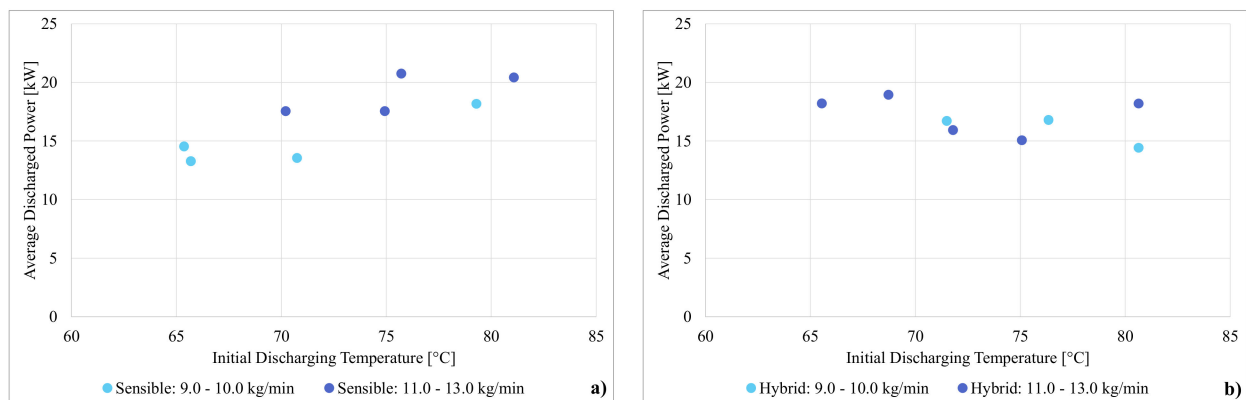 25
20
15
10
5
0
Average Discharged Power [kW]
60 65 70 75 80 85
Initial Discharging Temperature [°C]
Sensible: 9.0 - 10.0 kg/min Sensible: 11.0 - 13.0 kg/min a)
25
20
15
10
5
0
Average Discharged Power [kW]
60 65 70 75 80 85
Initial Discharging Temperature [°C]
Hybrid: 9.0 - 10.0 kg/min Hybrid: 11.0 - 13.0 kg/min b)